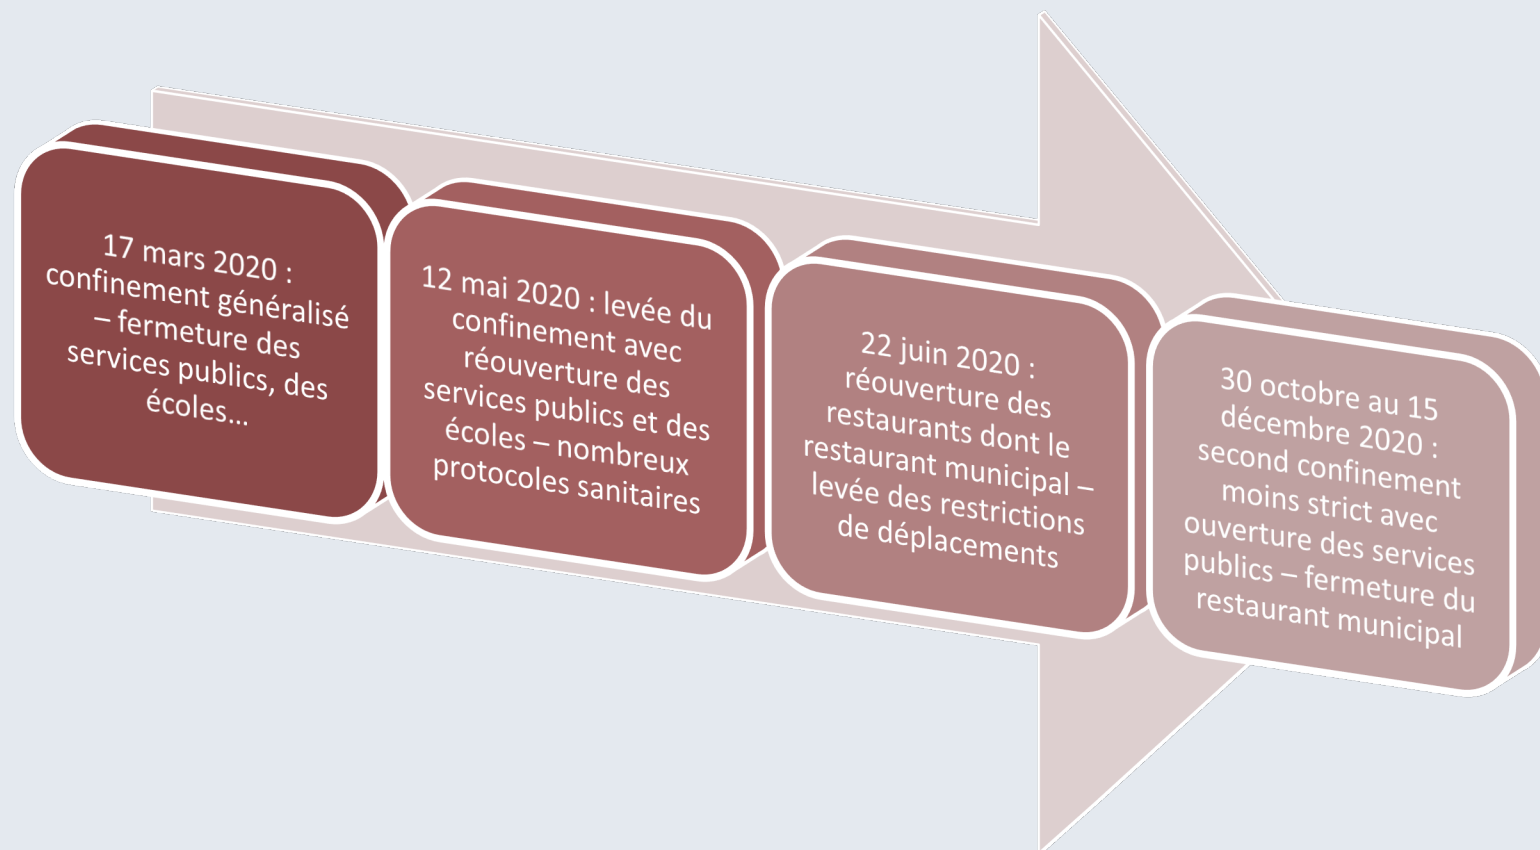 17 mars 2020 :
confinement généralisé
– fermeture des
services publics, des
écoles...
12 mai 2020 : levée du
confinement avec
réouverture des
services publics et des
écoles – nombreux
protocoles sanitaires
22 juin 2020 :
réouverture des
restaurants dont le
restaurant municipal –
levée des restrictions
de déplacements
30 octobre au 15
décembre 2020 :
second confinement
moins strict avec
ouverture des services
publics – fermeture du
restaurant municipal